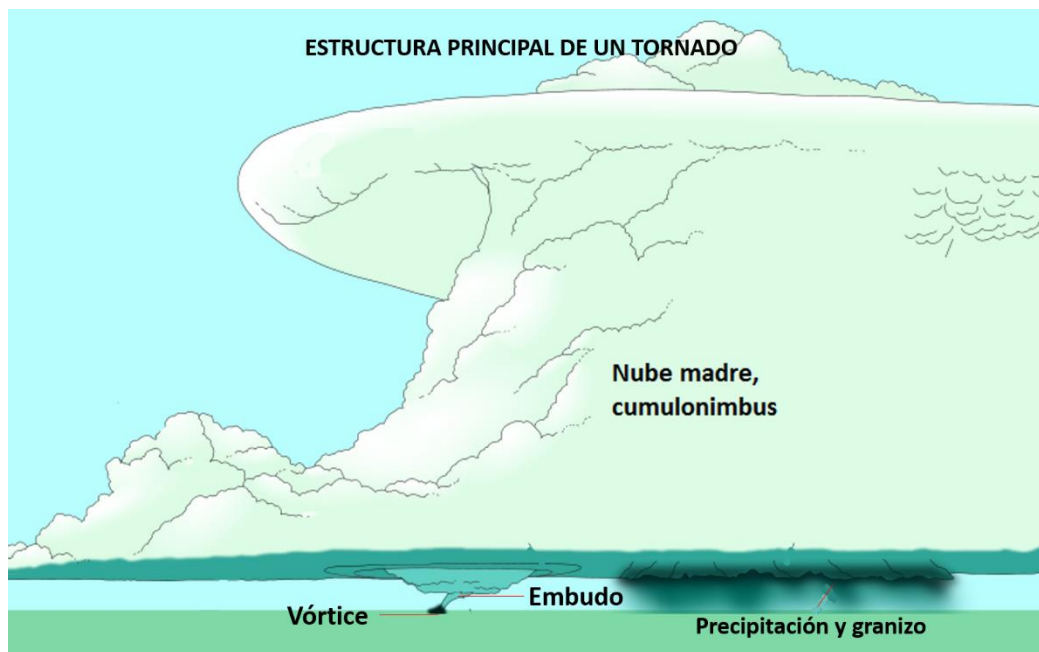 ESTRUCTURA PRINCIPAL DE UN TORNADO
Nube madre,
cumulonimbus
Embudo
Vórtice
Precipitación y granizo